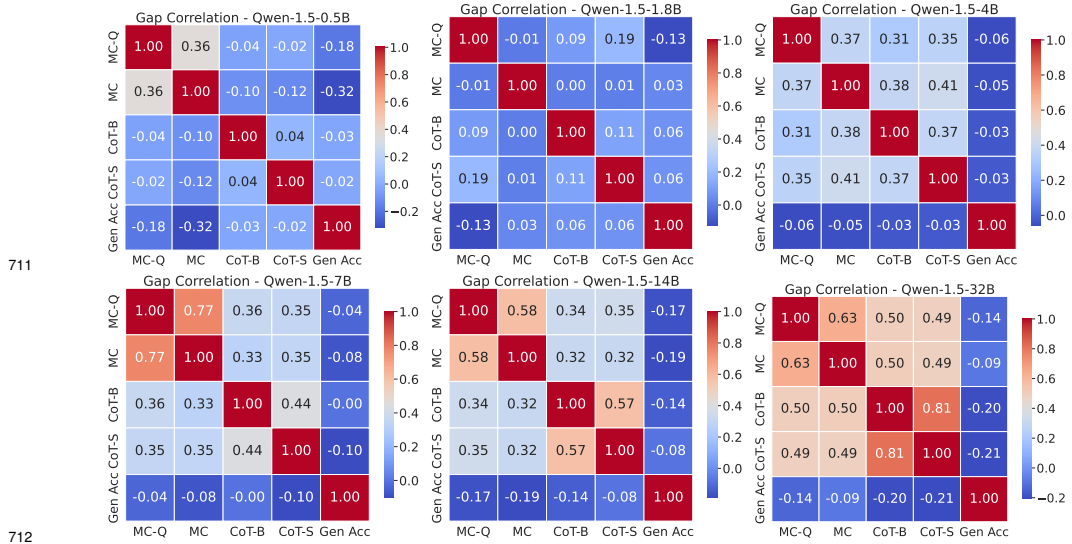 Gap Correlation - Qwen-1.5-0.5B
MC-Q 1.00 0.36 -0.04 -0.02 -0.18
MC 0.36 1.00 -0.10 -0.12 -0.32
CoT-B -0.04 -0.10 1.00 0.04 -0.03
CoT-S -0.02 -0.12 0.04 1.00 -0.02
Gen Acc -0.18 -0.32 -0.03 -0.02 1.00
MC-Q MC CoT-B CoT-S Gen Acc
1.0
0.8
0.6
0.4
0.2
0.0
−0.2
Gap Correlation - Qwen-1.5-1.8B
MC-Q 1.00 -0.01 0.09 0.19 -0.13
MC -0.01 1.00 0.00 0.01 0.03
CoT-B 0.09 0.00 1.00 0.11 0.06
CoT-S 0.19 0.01 0.11 1.00 0.06
Gen Acc -0.13 0.03 0.06 0.06 1.00
MC-Q MC CoT-B CoT-S Gen Acc
1.0
0.8
0.6
0.4
0.2
0.0
Gap Correlation - Qwen-1.5-4B
MC-Q 1.00 0.37 0.31 0.35 -0.06
MC 0.37 1.00 0.38 0.41 -0.05
CoT-B 0.31 0.38 1.00 0.37 -0.03
CoT-S 0.35 0.41 0.37 1.00 -0.03
Gen Acc -0.06 -0.05 -0.03 -0.03 1.00
MC-Q MC CoT-B CoT-S Gen Acc
1.0
0.8
0.6
0.4
0.2
0.0
711
Gap Correlation - Qwen-1.5-7B
MC-Q 1.00 0.77 0.36 0.35 -0.04
MC 0.77 1.00 0.33 0.35 -0.08
CoT-B 0.36 0.33 1.00 0.44 -0.00
CoT-S 0.35 0.35 0.44 1.00 -0.10
Gen Acc -0.04 -0.08 -0.00 -0.10 1.00
MC-Q MC CoT-B CoT-S Gen Acc
1.0
0.8
0.6
0.4
0.2
0.0
Gap Correlation - Qwen-1.5-14B
MC-Q 1.00 0.58 0.34 0.35 -0.17
MC 0.58 1.00 0.32 0.32 -0.19
CoT-B 0.34 0.32 1.00 0.57 -0.14
CoT-S 0.35 0.32 0.57 1.00 -0.08
Gen Acc -0.17 -0.19 -0.14 -0.08 1.00
MC-Q MC CoT-B CoT-S Gen Acc
1.0
0.8
0.6
0.4
0.2
0.0
Gap Correlation - Qwen-1.5-32B
MC-Q 1.00 0.63 0.50 0.49 -0.14
MC 0.63 1.00 0.50 0.49 -0.09
CoT-B 0.50 0.50 1.00 0.81 -0.20
CoT-S 0.49 0.49 0.81 1.00 -0.21
Gen Acc -0.14 -0.09 -0.20 -0.21 1.00
MC-Q MC CoT-B CoT-S Gen Acc
1.0
0.8
0.6
0.4
0.2
0.0
−0.2
712